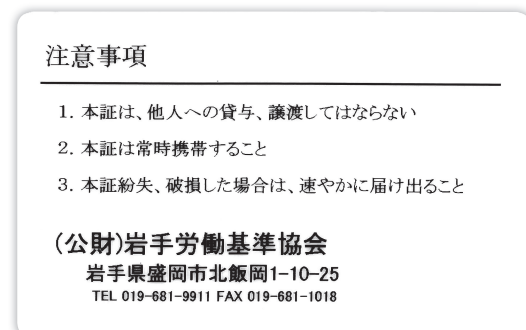 注意事項
1. 本証は、他人への貸与、譲渡してはならない
2. 本証は常時携帯すること
3. 本証紛失、破損した場合は、速やかに届け出ること
(公財)岩手労働基準協会
岩手県盛岡市北飯岡1-10-25
TEL 019-681-9911 FAX 019-681-1018